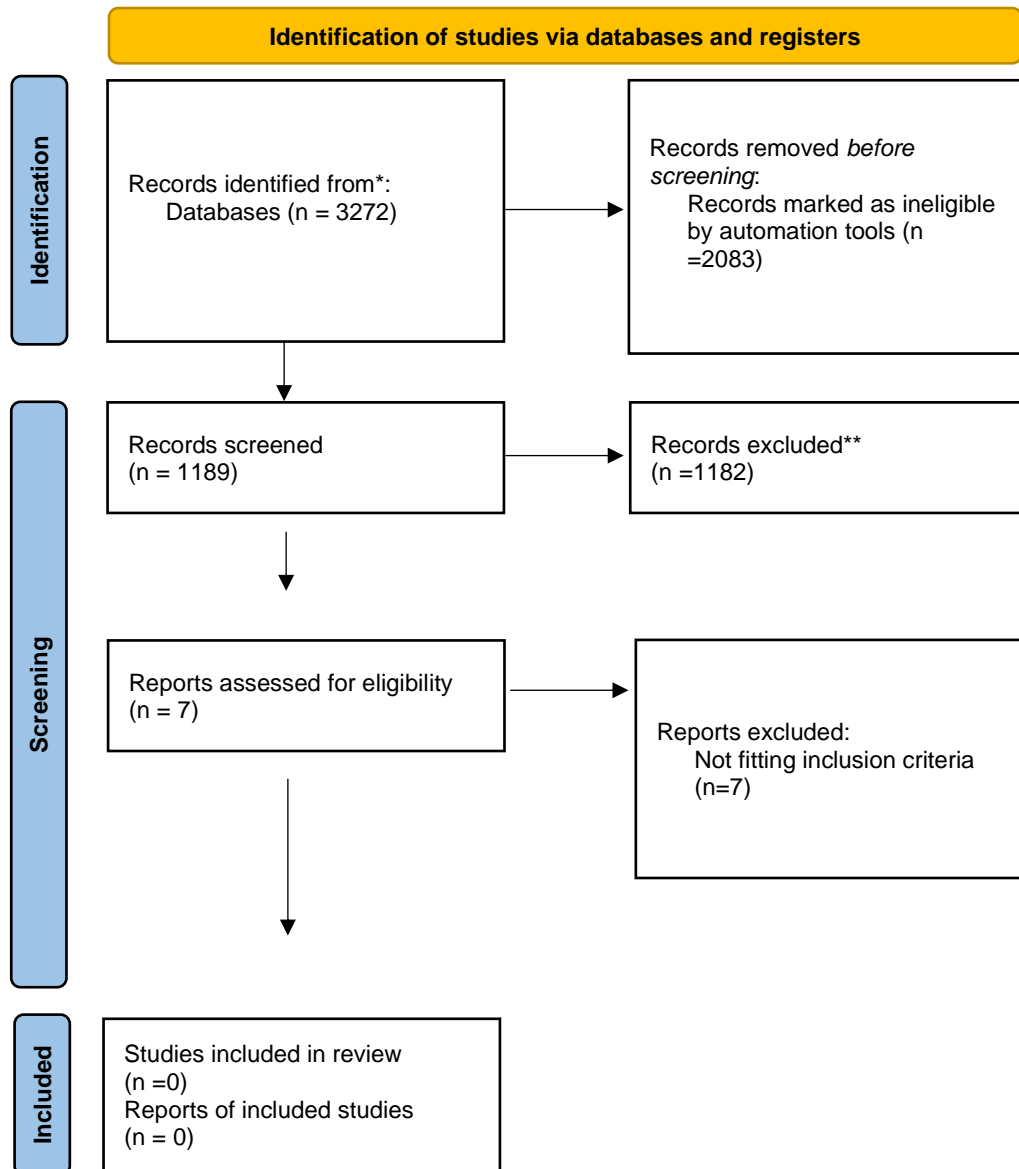 Identification of studies via databases and registers
Identification
Records identified from*:
Databases (n = 3272)
Records removed before
screening:
Records marked as ineligible
by automation tools (n
=2083)
Screening
Records screened
(n = 1189)
Records excluded**
(n =1182)
Reports assessed for eligibility
(n = 7)
Reports excluded:
Not fitting inclusion criteria
(n=7)
Included
Studies included in review
(n =0)
Reports of included studies
(n = 0)